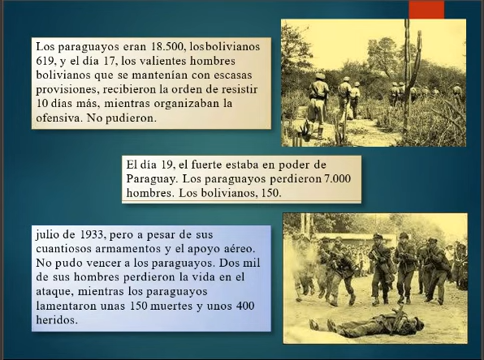 Los paraguayos eran 18.500, losbolivianos
619, y el día 17, los valientes hombres
bolivianos que se mantenían con escasas
provisiones, recibieron la orden de resistir
10 días más, mientras organizaban la
ofensiva. No pudieron.
El día 19, el fuerte estaba en poder de
Paraguay. Los paraguayos perdieron 7.000
hombres. Los bolivianos, 150.
julio de 1933, pero a pesar de sus
cuantiosos armamentos y el apoyo aéreo.
No pudo vencer a los paraguayos. Dos mil
de sus hombres perdieron la vida en el
ataque, mientras los paraguayos
lamentaron unas 150 muertes y unos 400
heridos.